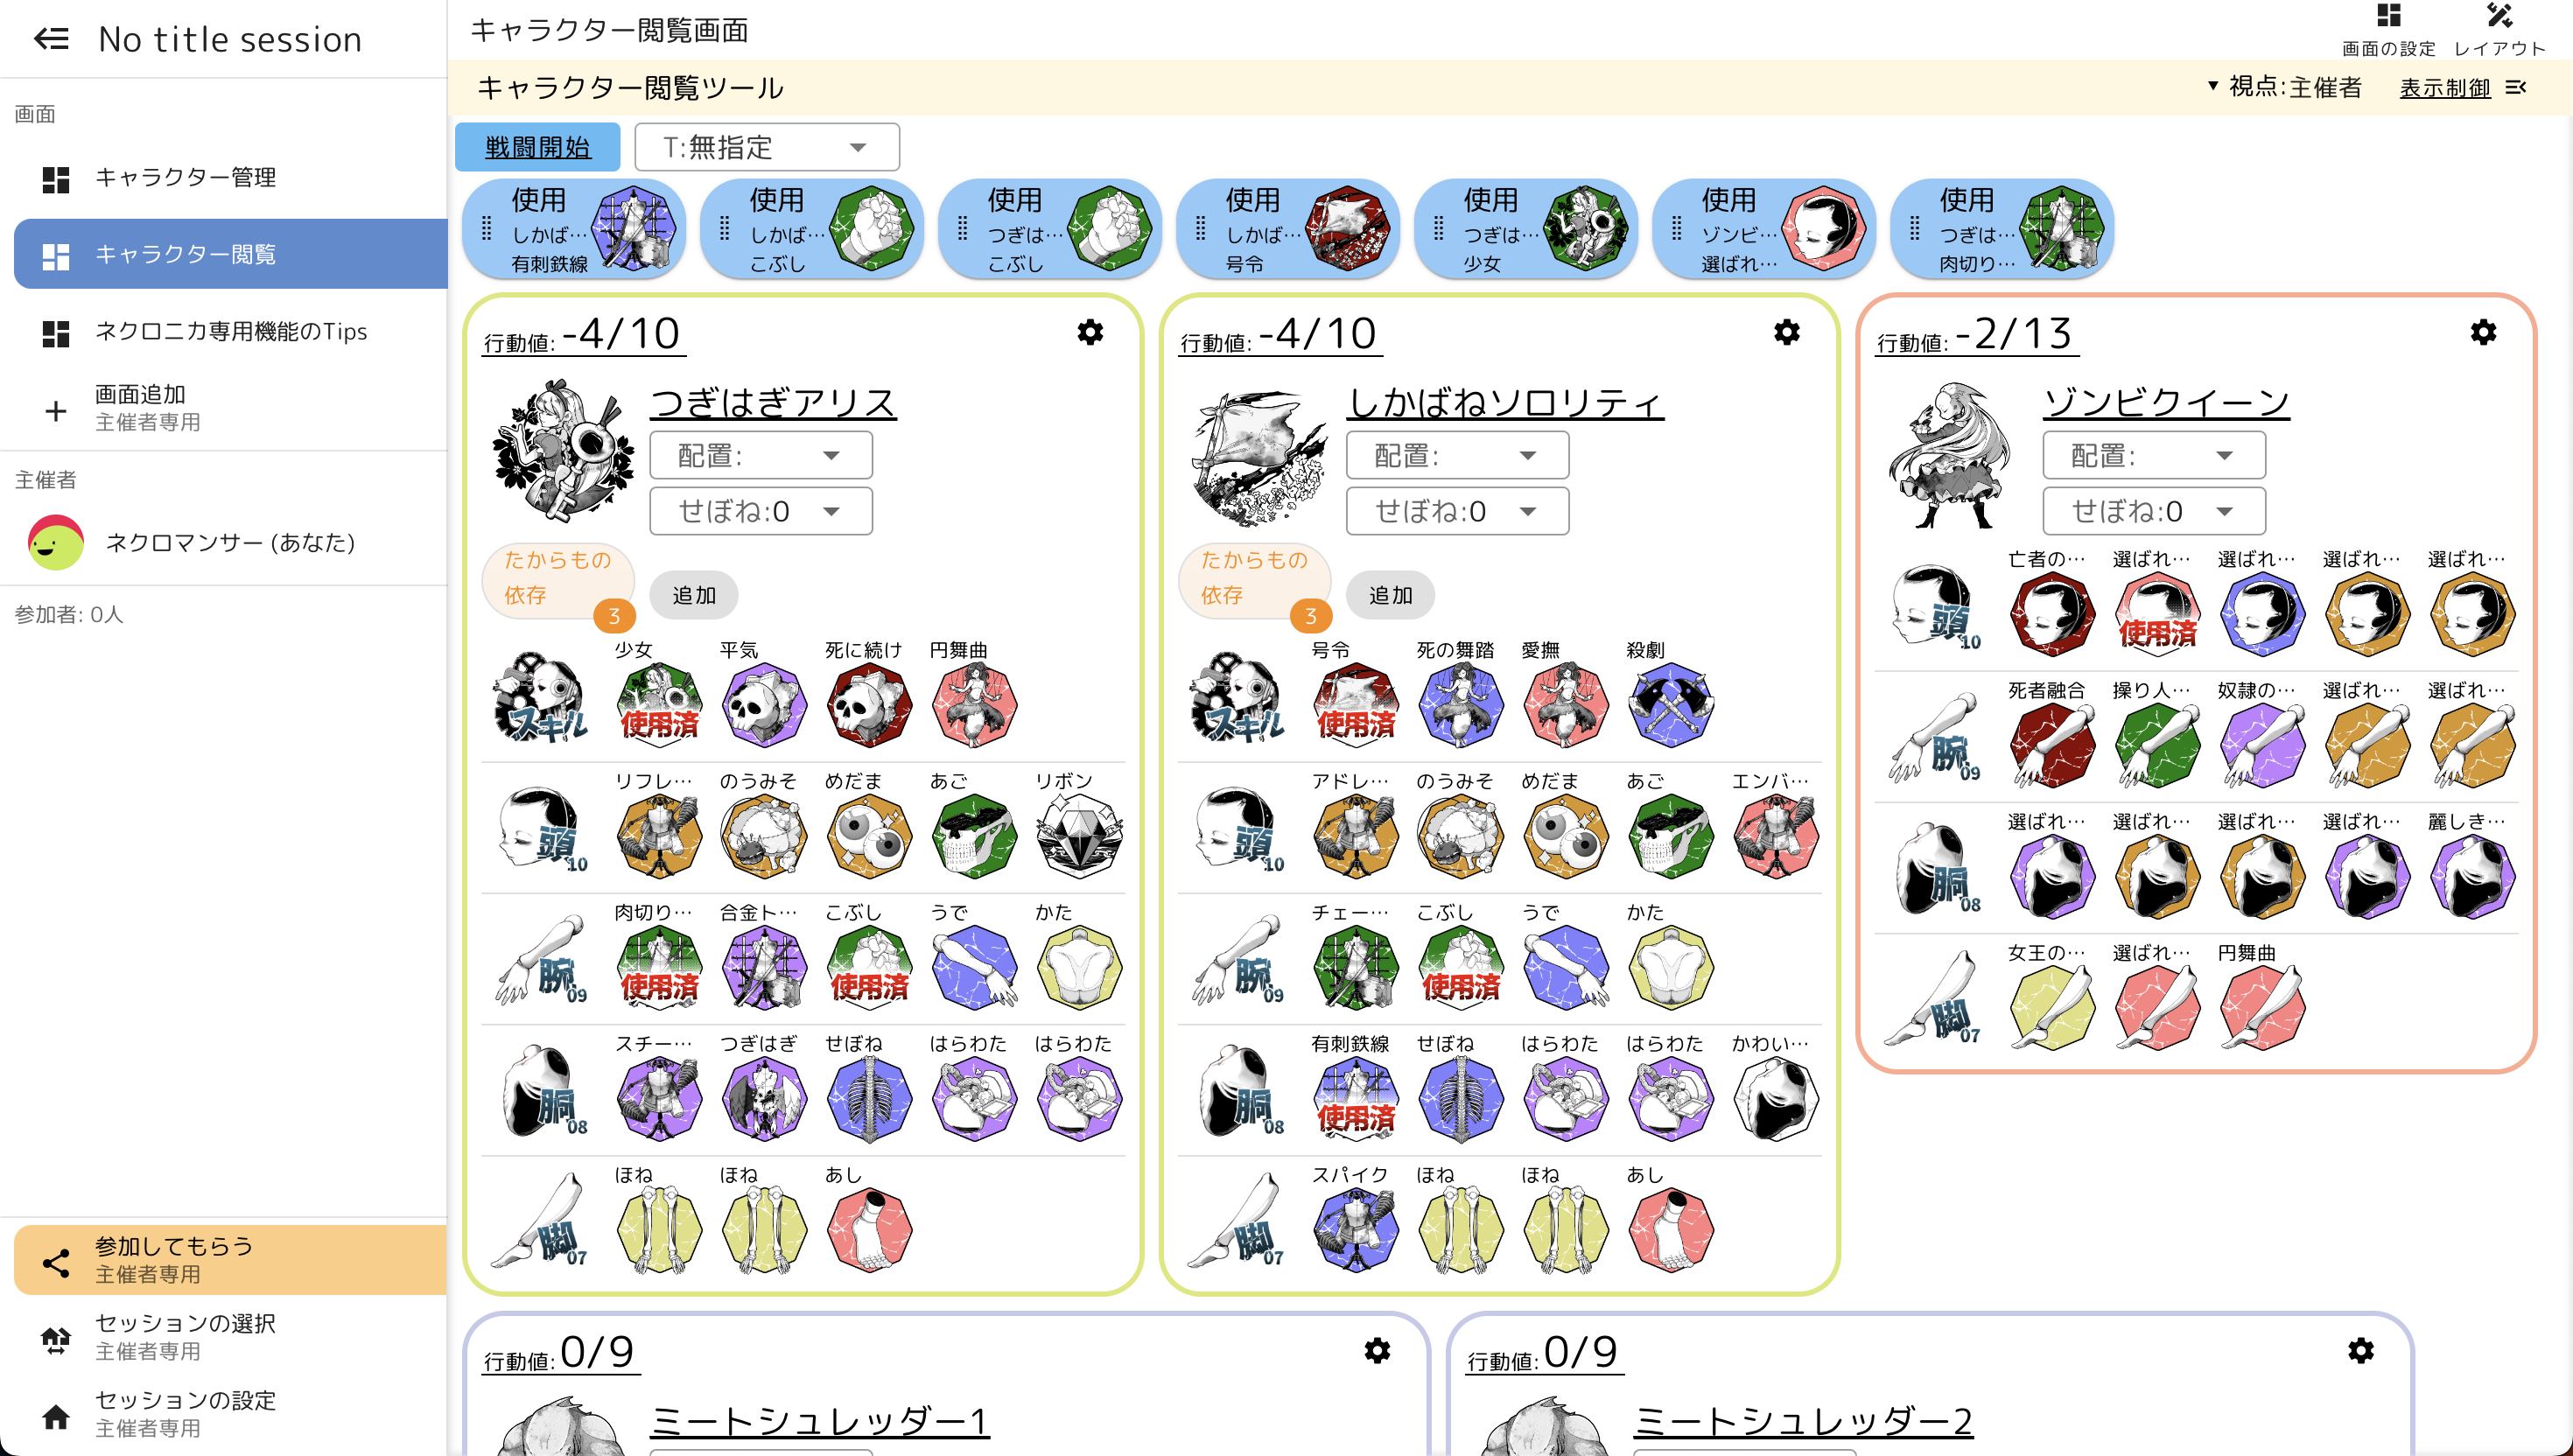 No title session
画面
キャラクター管理
キャラクター閲覧
ネクロニカ専用機能のTips
画面追加
主催者専用
主催者
ネクロマンサー (あなた)
参加者: 0人
参加してもらう
主催者専用
セッションの選択
主催者専用
セッションの設定
主催者専用
キャラクター閲覧画面
画面の設定 レイアウト
キャラクター閲覧ツール
視点:主催者 表示制御
戦闘開始 T:無指定
使用 しかば… 有刺鉄線
使用 しかば… こぶし
使用 つぎは… こぶし
使用 しかば… 号令
使用 つぎは… 少女
使用 ゾンビ… 選ばれ…
使用 つぎは… 肉切り…
行動値: -4/10
つぎはぎアリス
配置:
せぼね:0
たからもの
依存 3 追加
少女 平気 死に続け 円舞曲
スキル 使用済
リフレ… のうみそ めだま あご リボン
頭10
肉切り… 合金ト… こぶし うで かた
腕09 使用済 使用済
スチー… つぎはぎ せぼね はらわた はらわた
胴08
ほね ほね あし
脚07
行動値: -4/10
しかばねソロリティ
配置:
せぼね:0
たからもの
依存 3 追加
号令 死の舞踏 愛撫 殺劇
スキル 使用済
アドレ… のうみそ めだま あご エンバ…
頭10
チェー… こぶし うで かた
腕09 使用済
有刺鉄線 せぼね はらわた はらわた かわい…
胴08 使用済
スパイク ほね ほね あし
脚07
行動値: -2/13
ゾンビクイーン
配置:
せぼね:0
亡者の… 選ばれ… 選ばれ… 選ばれ… 選ばれ…
頭10 使用済
死者融合 操り人… 奴隷の… 選ばれ… 選ばれ…
腕09
選ばれ… 選ばれ… 選ばれ… 選ばれ… 麗しき…
胴08
女王の… 選ばれ… 円舞曲
脚07
行動値: 0/9
ミートシュレッダー1
行動値: 0/9
ミートシュレッダー2